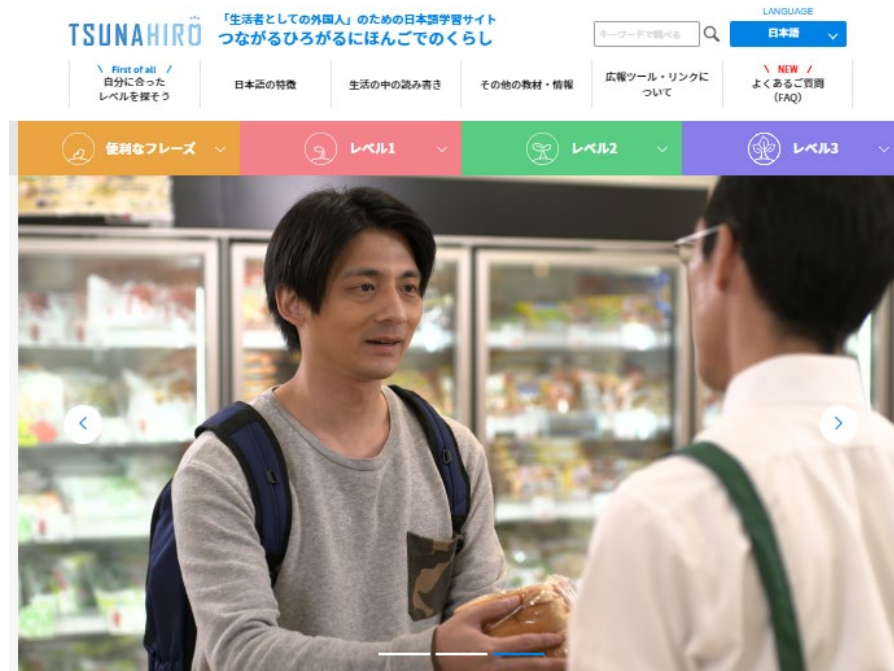 TSUNAHIRO
「生活者としての外国人」のための日本語学習サイト
つながるひろがるにほんごでのくらし
キーワードで調べる
LANGUAGE
日本語
\ First of all /
自分に合った
レベルを探そう
日本語の特徴
生活の中の読み書き
その他の教材・情報
広報ツール・リンクに
ついて
\ NEW /
よくあるご質問
(FAQ)
便利なフレーズ
レベル1
レベル2
レベル3